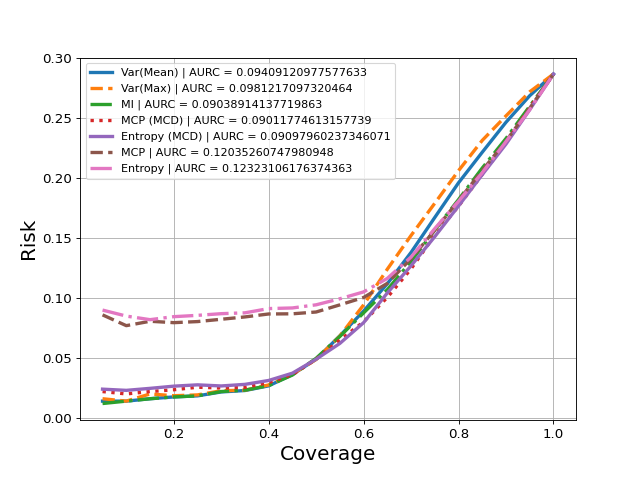 0.30
0.25
0.20
0.15
0.10
0.05
0.00
Risk
Var(Mean) | AURC = 0.09409120977577633
Var(Max) | AURC = 0.0981217097320464
MI | AURC = 0.09038914137719863
MCP (MCD) | AURC = 0.09011774613157739
Entropy (MCD) | AURC = 0.09097960237346071
MCP | AURC = 0.12035260747980948
Entropy | AURC = 0.12323106176374363
0.2 0.4 0.6 0.8 1.0
Coverage